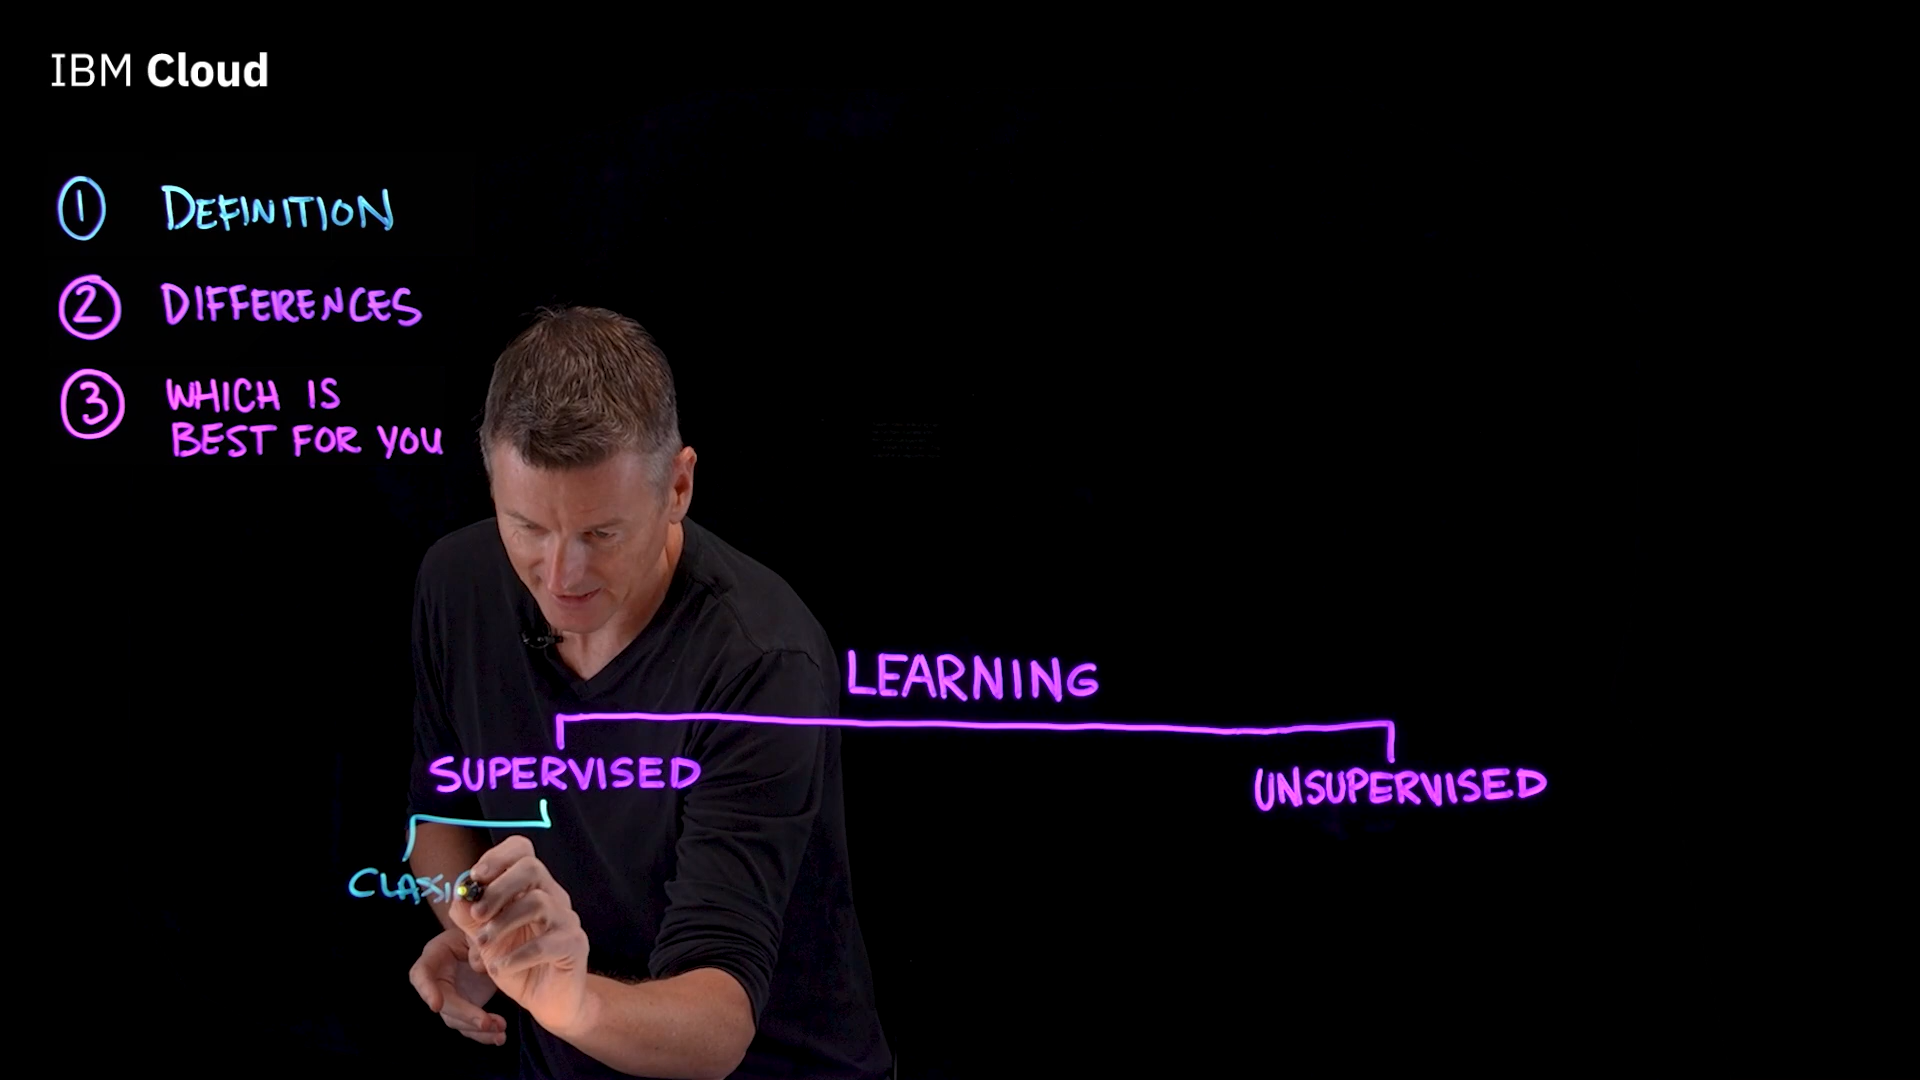 IBM Cloud
1 DEFINITION
2 DIFFERENCES
3 WHICH IS
BEST FOR YOU
LEARNING
SUPERVISED
UNSUPERVISED